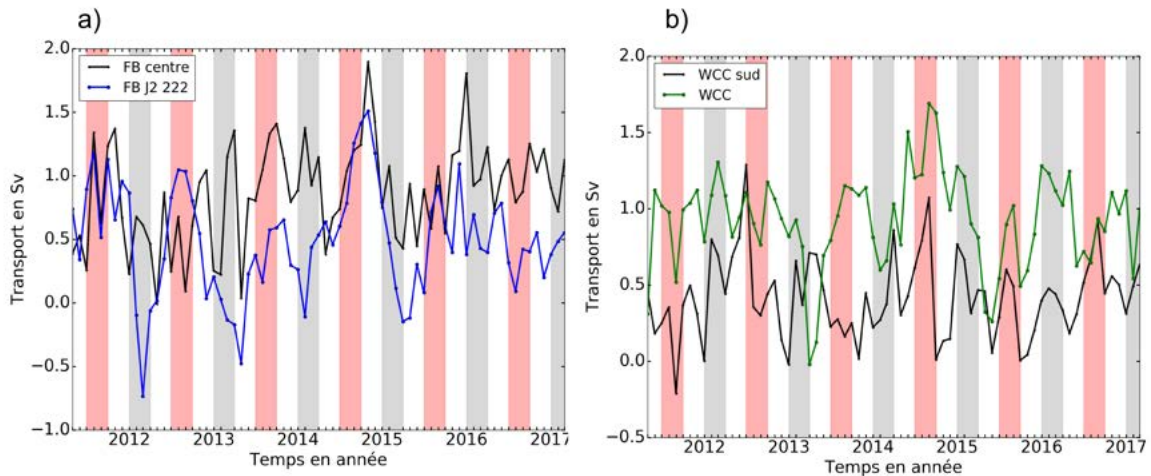 a)
2.0
1.5
1.0
0.5
0.0
−0.5
−1.0
Transport en Sv
FB centre
FB J2 222
2012 2013 2014 2015 2016 2017
Temps en année
b)
2.0
1.5
1.0
0.5
0.0
−0.5
Transport en Sv
WCC sud
WCC
2012 2013 2014 2015 2016 2017
Temps en année